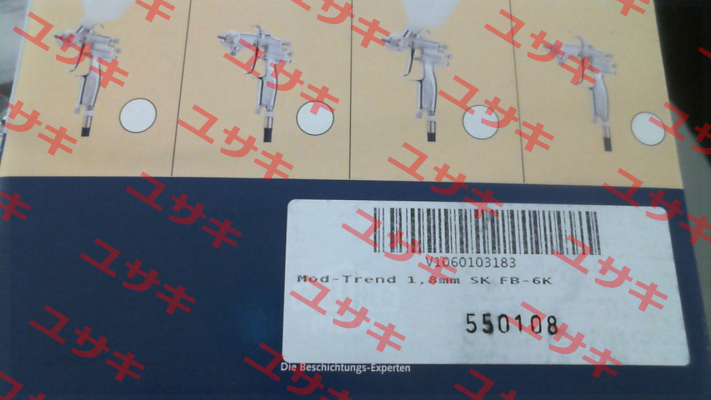 V1060103183
Mod-Trend 1,8mm SK FB-6K
550108
Die Beschichtungs-Experten
ユサキ